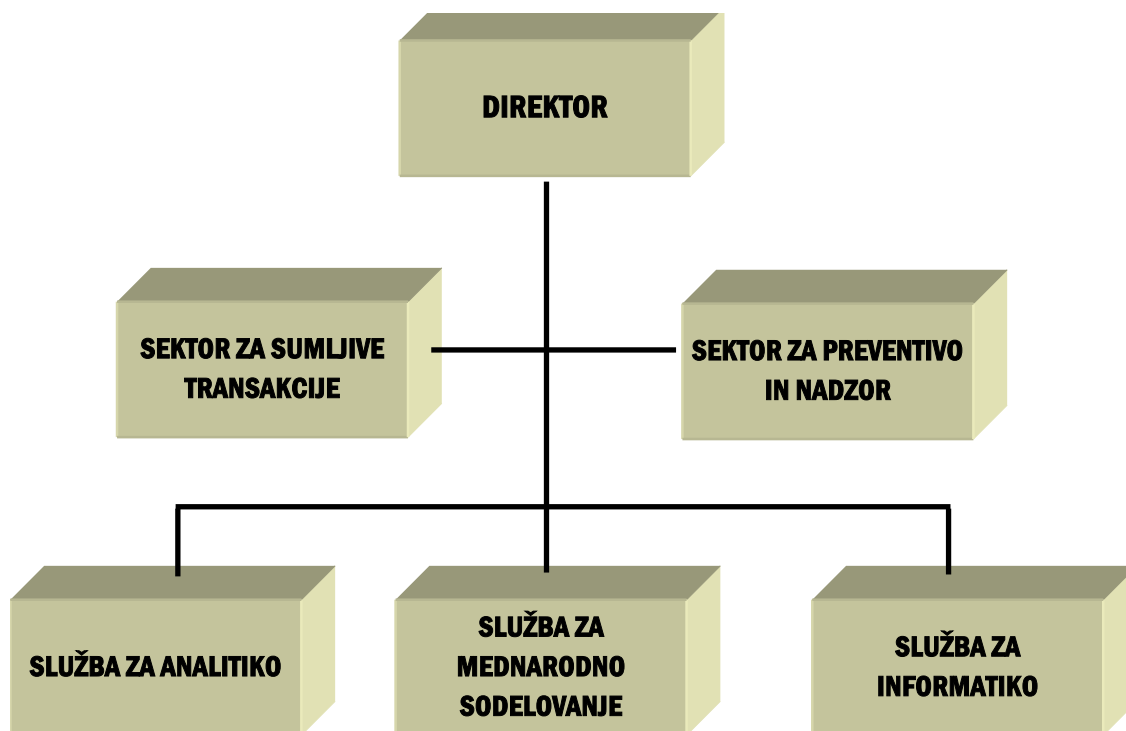 DIREKTOR
SEKTOR ZA SUMLJIVE
TRANSAKCIJE
SEKTOR ZA PREVENTIVO
IN NADZOR
SLUŽBA ZA ANALITIKO
SLUŽBA ZA
MEDNARODNO
SODELOVANJE
SLUŽBA ZA
INFORMATIKO